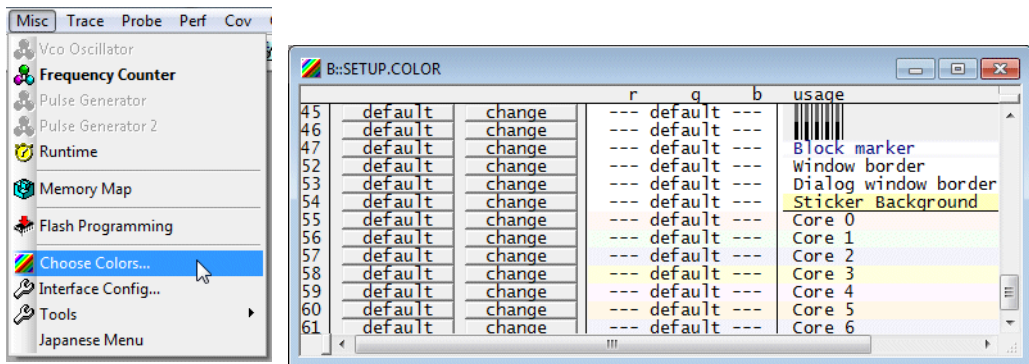 Misc Trace Probe Perf Cov
Vco Oscillator
Frequency Counter
Pulse Generator
Pulse Generator 2
Runtime
Memory Map
Flash Programming
Choose Colors...
Interface Config...
Tools
Japanese Menu
B::SETUP.COLOR
r g b usage
45 default change --- default ---
46 default change --- default ---
47 default change --- default --- Block marker
52 default change --- default --- Window border
53 default change --- default --- Dialog window border
54 default change --- default --- Sticker Background
55 default change --- default --- Core 0
56 default change --- default --- Core 1
57 default change --- default --- Core 2
58 default change --- default --- Core 3
59 default change --- default --- Core 4
60 default change --- default --- Core 5
61 default change --- default --- Core 6